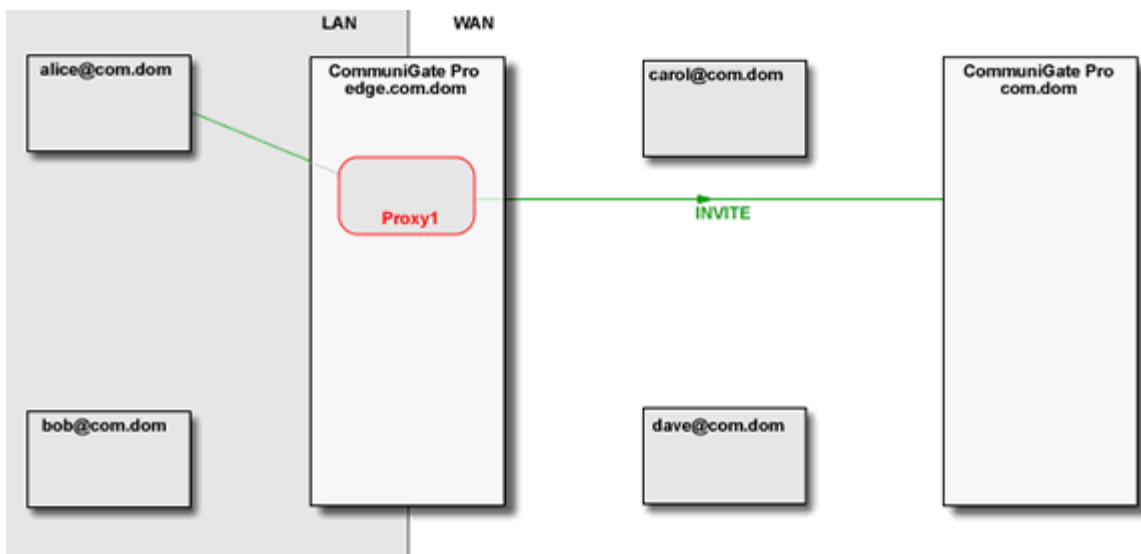 LAN
WAN
alice@com.dom
CommuniGate Pro
edge.com.dom
carol@com.dom
CommuniGate Pro
com.dom
Proxy1
INVITE
bob@com.dom
dave@com.dom